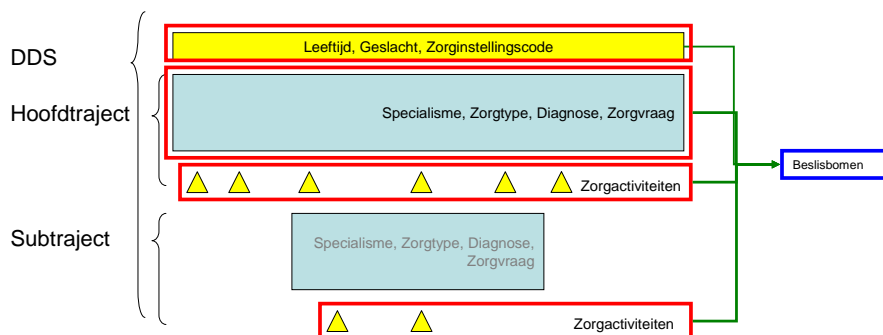 DDS
Leeftijd, Geslacht, Zorginstellingscode
Hoofdtraject
Specialisme, Zorgtype, Diagnose, Zorgvraag
Beslisbomen
Zorgactiviteiten
Subtraject
Specialisme, Zorgtype, Diagnose,
Zorgvraag
Zorgactiviteiten